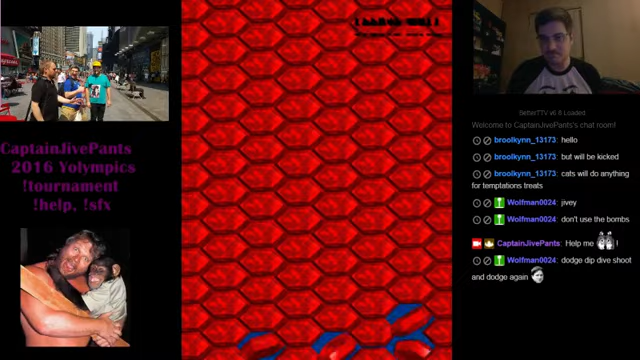 CaptainJivePants
2016 Yolympics
!tournament
!help, !sfx
BetterTTV v6.8 Loaded
Welcome to CaptainJivePants's chat room!
broolkynn_13173: hello
broolkynn_13173: but will be kicked
broolkynn_13173: cats will do anything
for temptations treats
Wolfman0024: jivey
Wolfman0024: don't use the bombs
CaptainJivePants: Help me !
Wolfman0024: dodge dip dive shoot
and dodge again